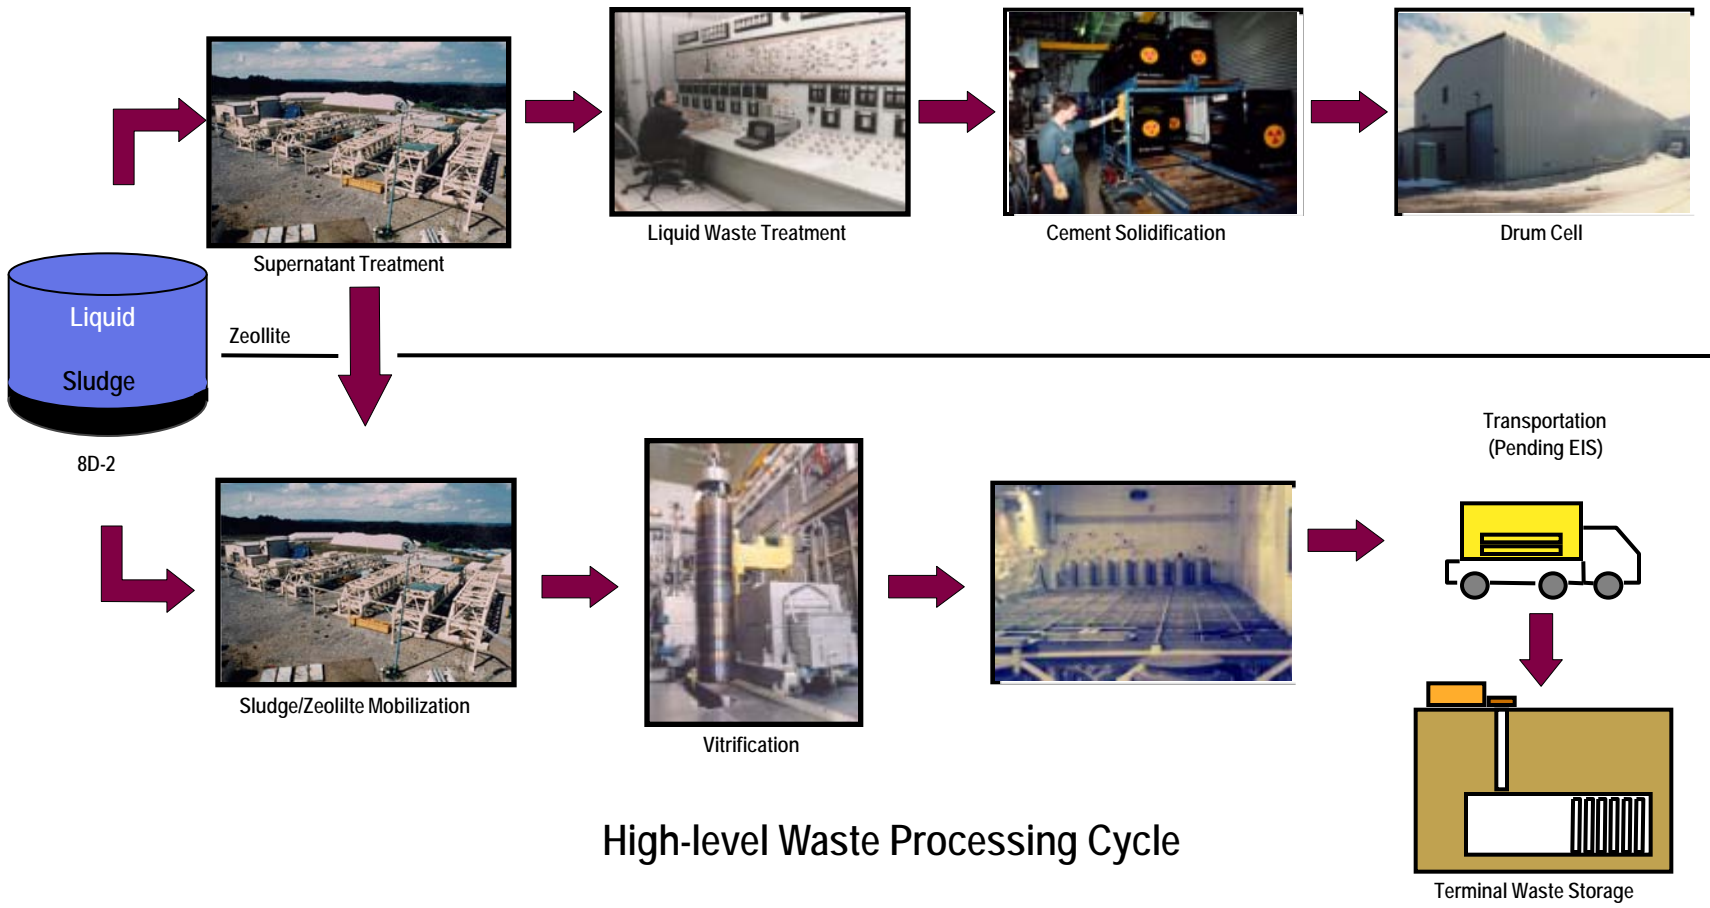 Supernatant Treatment
Liquid Waste Treatment
Cement Solidification
Drum Cell
Liquid
Sludge
8D-2
Zeollite
Sludge/Zeolilte Mobilization
Vitrification
Transportation
(Pending EIS)
Terminal Waste Storage
High-level Waste Processing Cycle